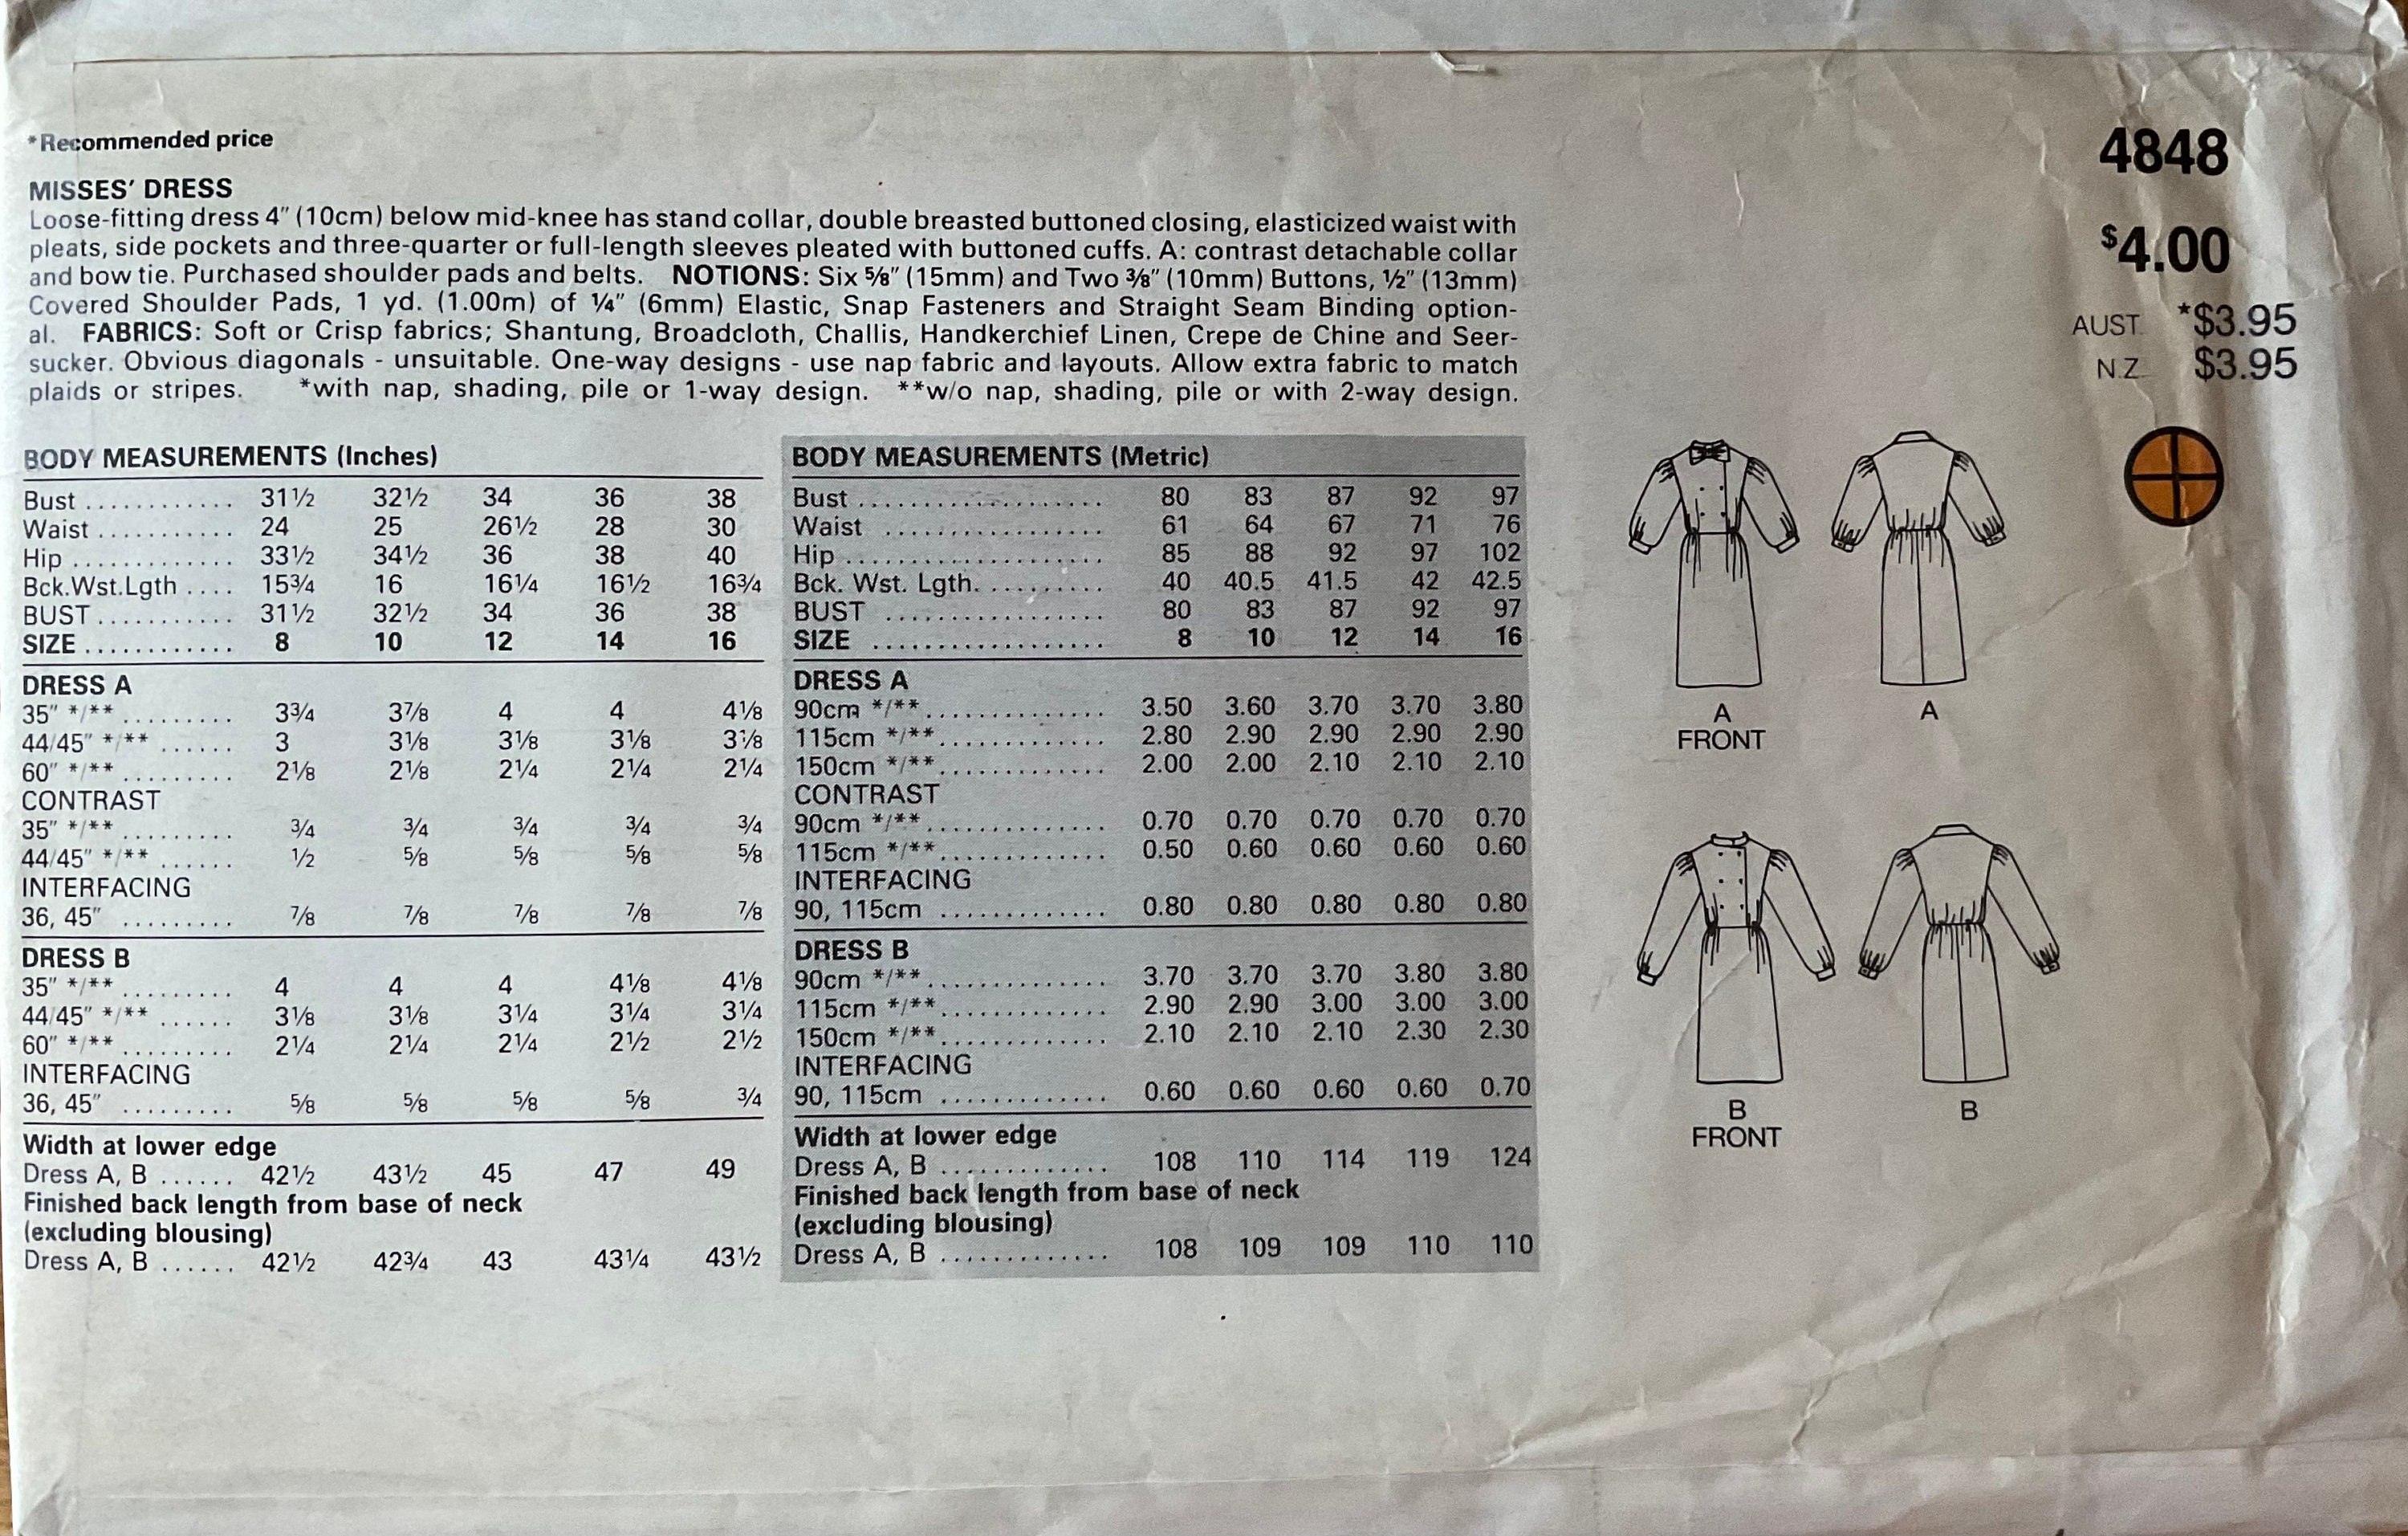 *Recommended price
MISSES' DRESS
Loose-fitting dress 4" (10cm) below mid-knee has stand collar, double breasted buttoned closing, elasticized waist with
pleats, side pockets and three-quarter or full-length sleeves pleated with buttoned cuffs. A: contrast detachable collar
and bow tie. Purchased shoulder pads and belts. NOTIONS: Six ⅝" (15mm) and Two ⅜" (10mm) Buttons, ½" (13mm)
Covered Shoulder Pads, 1 yd. (1.00m) of ¼" (6mm) Elastic, Snap Fasteners and Straight Seam Binding option-
al. FABRICS: Soft or Crisp fabrics; Shantung, Broadcloth, Challis, Handkerchief Linen, Crepe de Chine and Seer-
sucker. Obvious diagonals - unsuitable. One-way designs - use nap fabric and layouts. Allow extra fabric to match
plaids or stripes. *with nap, shading, pile or 1-way design. **w/o nap, shading, pile or with 2-way design.
BODY MEASUREMENTS (Inches)
Bust ............ 31½ 32½ 34 36 38
Waist ........... 24 25 26½ 28 30
Hip ............. 33½ 34½ 36 38 40
Bck.Wst.Lgth .... 15¾ 16 16¼ 16½ 16¾
BUST ........... 31½ 32½ 34 36 38
SIZE ............ 8 10 12 14 16
DRESS A
35" */** ......... 3¾ 3⅞ 4 4 4⅛
44/45" */** ...... 3 3⅛ 3⅛ 3⅛ 3⅛
60" */** ......... 2⅛ 2⅛ 2¼ 2¼ 2¼
CONTRAST
35" */** ......... ¾ ¾ ¾ ¾ ¾
44/45" */** ...... ½ ⅝ ⅝ ⅝ ⅝
INTERFACING
36, 45" ......... ⅞ ⅞ ⅞ ⅞ ⅞
DRESS B
35" */** ......... 4 4 4 4⅛ 4⅛
44/45" */** ...... 3⅛ 3⅛ 3¼ 3¼ 3¼
60" */** ......... 2¼ 2¼ 2¼ 2½ 2½
INTERFACING
36, 45" ......... ⅝ ⅝ ⅝ ⅝ ¾
Width at lower edge
Dress A, B ...... 42½ 43½ 45 47 49
Finished back length from base of neck
(excluding blousing)
Dress A, B ...... 42½ 42¾ 43 43¼ 43½
BODY MEASUREMENTS (Metric)
Bust .................... 80 83 87 92 97
Waist .................. 61 64 67 71 76
Hip ..................... 85 88 92 97 102
Bck. Wst. Lgth. ......... 40 40.5 41.5 42 42.5
BUST .................. 80 83 87 92 97
SIZE ................... 8 10 12 14 16
DRESS A
90cm */** .............. 3.50 3.60 3.70 3.70 3.80
115cm */** ............. 2.80 2.90 2.90 2.90 2.90
150cm */** ............. 2.00 2.00 2.10 2.10 2.10
CONTRAST
90cm */** .............. 0.70 0.70 0.70 0.70 0.70
115cm */** ............. 0.50 0.60 0.60 0.60 0.60
INTERFACING
90, 115cm ............. 0.80 0.80 0.80 0.80 0.80
DRESS B
90cm */** .............. 3.70 3.70 3.70 3.80 3.80
115cm */** ............. 2.90 2.90 3.00 3.00 3.00
150cm */** ............. 2.10 2.10 2.10 2.30 2.30
INTERFACING
90, 115cm ............. 0.60 0.60 0.60 0.60 0.70
Width at lower edge
Dress A, B ............. 108 110 114 119 124
Finished back length from base of neck
(excluding blousing)
Dress A, B ............. 108 109 109 110 110
4848
$4.00
AUST. *$3.95
N.Z. $3.95
A
FRONT
A
B
FRONT
B